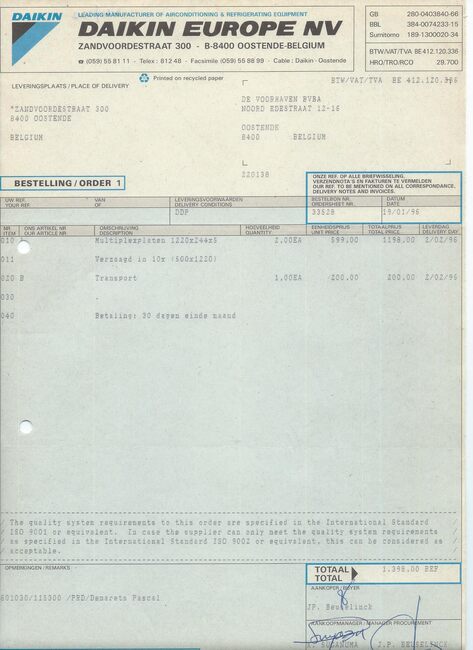 DAIKIN
LEADING MANUFACTURER OF AIRCONDITIONING & REFRIGERATING EQUIPMENT
DAIKIN EUROPE NV
ZANDVOORDESTRAAT 300 - B-8400 OOSTENDE-BELGIUM
☎ (059) 55 81 11 · Telex : 812 48 · Facsimile (059) 55 88 99 · Cable : Daikin - Oostende
GB 280-0403840-66
BBL 384-0074233-15
Sumitomo 189-1300020-34
BTW/VAT/TVA BE 412.120.336
HRO/TRO/RCO 29.700
Printed on recycled paper
BTW/VAT/TVA BE 412.120.336
LEVERINGSPLAATS / PLACE OF DELIVERY
*ZANDVOORDESTRAAT 300
8400 OOSTENDE
BELGIUM
DE VOORHAVEN BVBA
NOORD EDESTRAAT 12-16
OOSTENDE
8400 BELGIUM
220138
BESTELLING / ORDER 1
ONZE REF. OP ALLE BRIEFWISSELING,
VERZENDNOTA'S EN FAKTUREN TE VERMELDEN
OUR REF. TO BE MENTIONED ON ALL CORRESPONDANCE,
DELIVERY NOTES AND INVOICES.
UW REF. YOUR REF.
VAN OF
LEVERINGSVOORWAARDEN DELIVERY CONDITIONS
DDP
BESTELBON NR. ORDERSHEET NR.
33528
DATUM DATE
19/01/96
NR ITEM
ONS ARTIKEL NR OUR ARTICLE NR
OMSCHRIJVING DESCRIPTION
HOEVEELHEID QUANTITY
EENHEIDSPRIJS UNIT PRICE
TOTAALPRIJS TOTAL PRICE
LEVERDAG DELIVERY DAY
010 Multiplexplaten 1220x244x5 2,00EA 599,00 1198,00 2/02/96
011 Verzaagd in 10x (500x1220)
020 B Transport 1,00EA 200,00 200,00 2/02/96
030
040 Betaling: 30 dagen einde maand
The quality system requirements to this order are specified in the International Standard
ISO 9001 or equivalent. In case the supplier can only meet the quality system requirements
as specified in the International Standard ISO 9002 or equivalent, this can be considered as
acceptable.
OPMERKINGEN / REMARKS
TOTAAL
TOTAL
1.398,00 BEF
AANKOPER / BUYER
601030/115300 /PRD/Demarets Pascal
JP. Beuselinck
AANKOOPMANAGER / MANAGER PROCUREMENT
J.P. BEUSELINCK